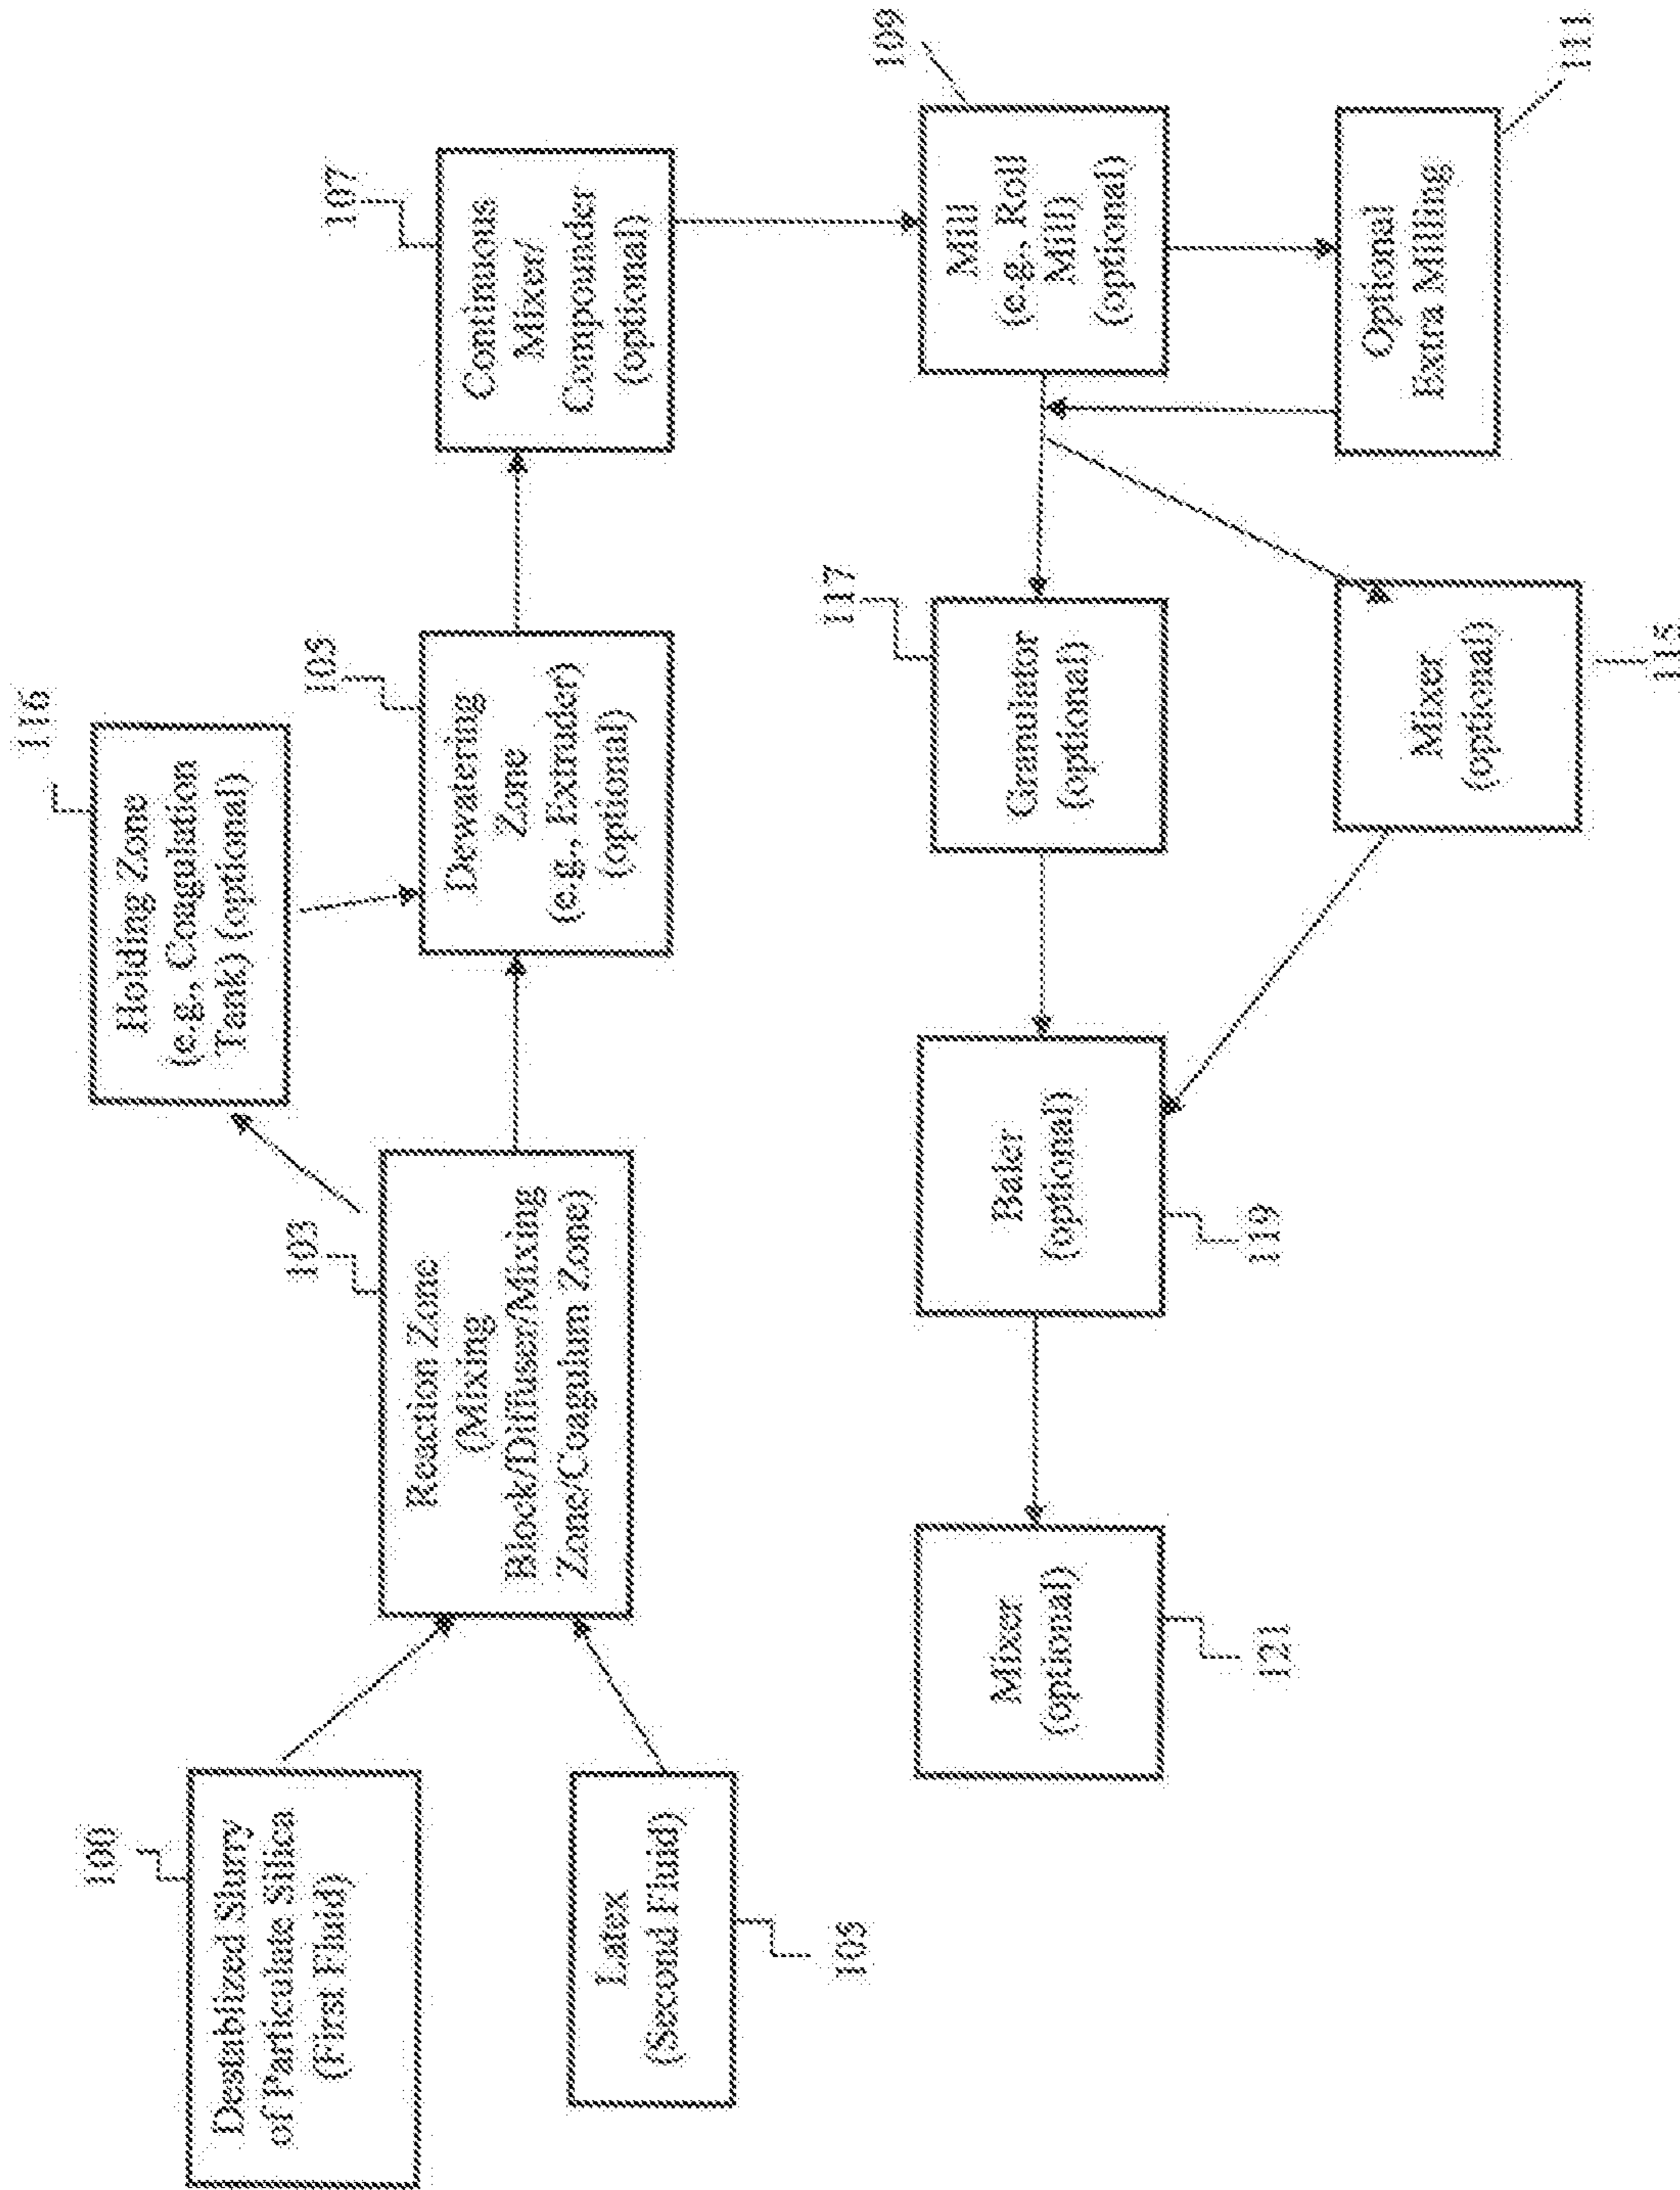 100
Destablized Slurry
of Particulate Silica
(First Fluid)
Latex
(Second Fluid)
105
103
Reaction Zone
(Mixing
Block/Diffuser/Mixing
Zone/Coagulum Zone)
116
Holding Zone
(e.g., Coagulation
Tank) (optional)
105
Dewatering
Zone
(e.g., Extruder)
(optional)
107
Continuous
Mixer/
Compounder
(optional)
109
Mill
(e.g., Roll
Mill)
(optional)
Optional
Extra Milling
111
117
Granulator
(optional)
Mixer
(optional)
115
Baler
(optional)
119
Mixer
(optional)
121